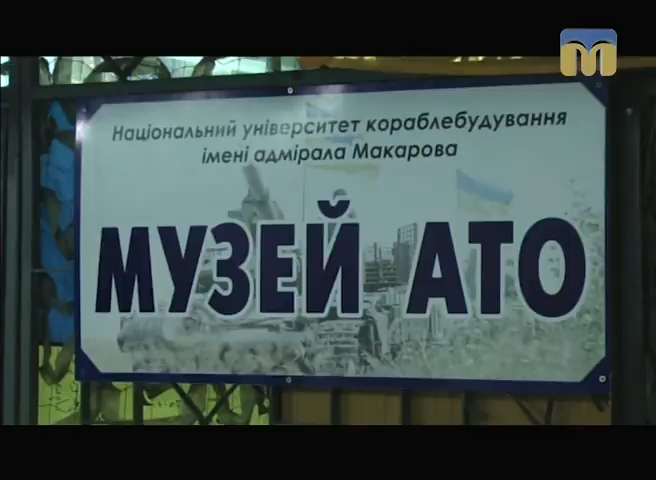 Національний університет кораблебудування
імені адмірала Макарова
МУЗЕЙ АТО